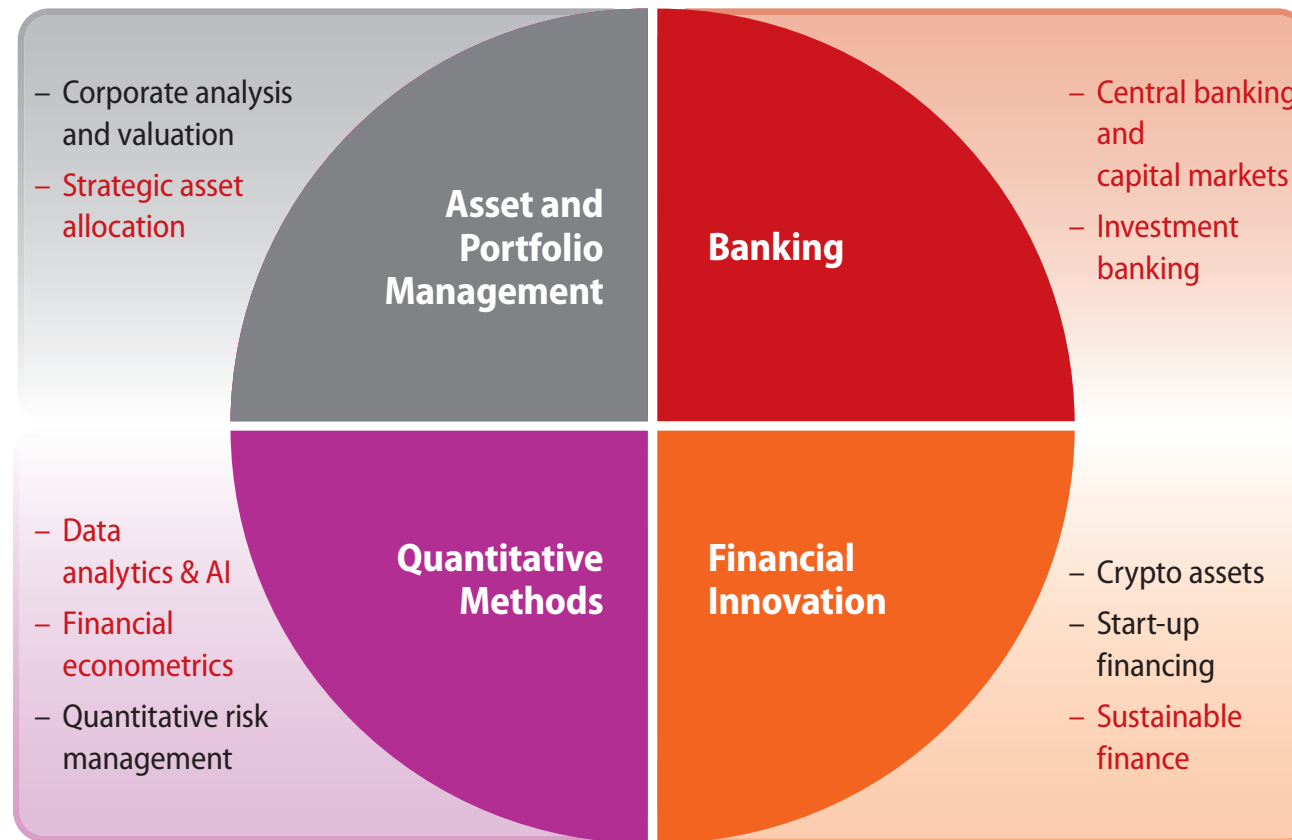 – Corporate analysis
and valuation
– Strategic asset
allocation
Asset and
Portfolio
Management
Banking
– Central banking
and
capital markets
– Investment
banking
– Data
analytics & AI
– Financial
econometrics
– Quantitative risk
management
Quantitative
Methods
Financial
Innovation
– Crypto assets
– Start-up
financing
– Sustainable
finance